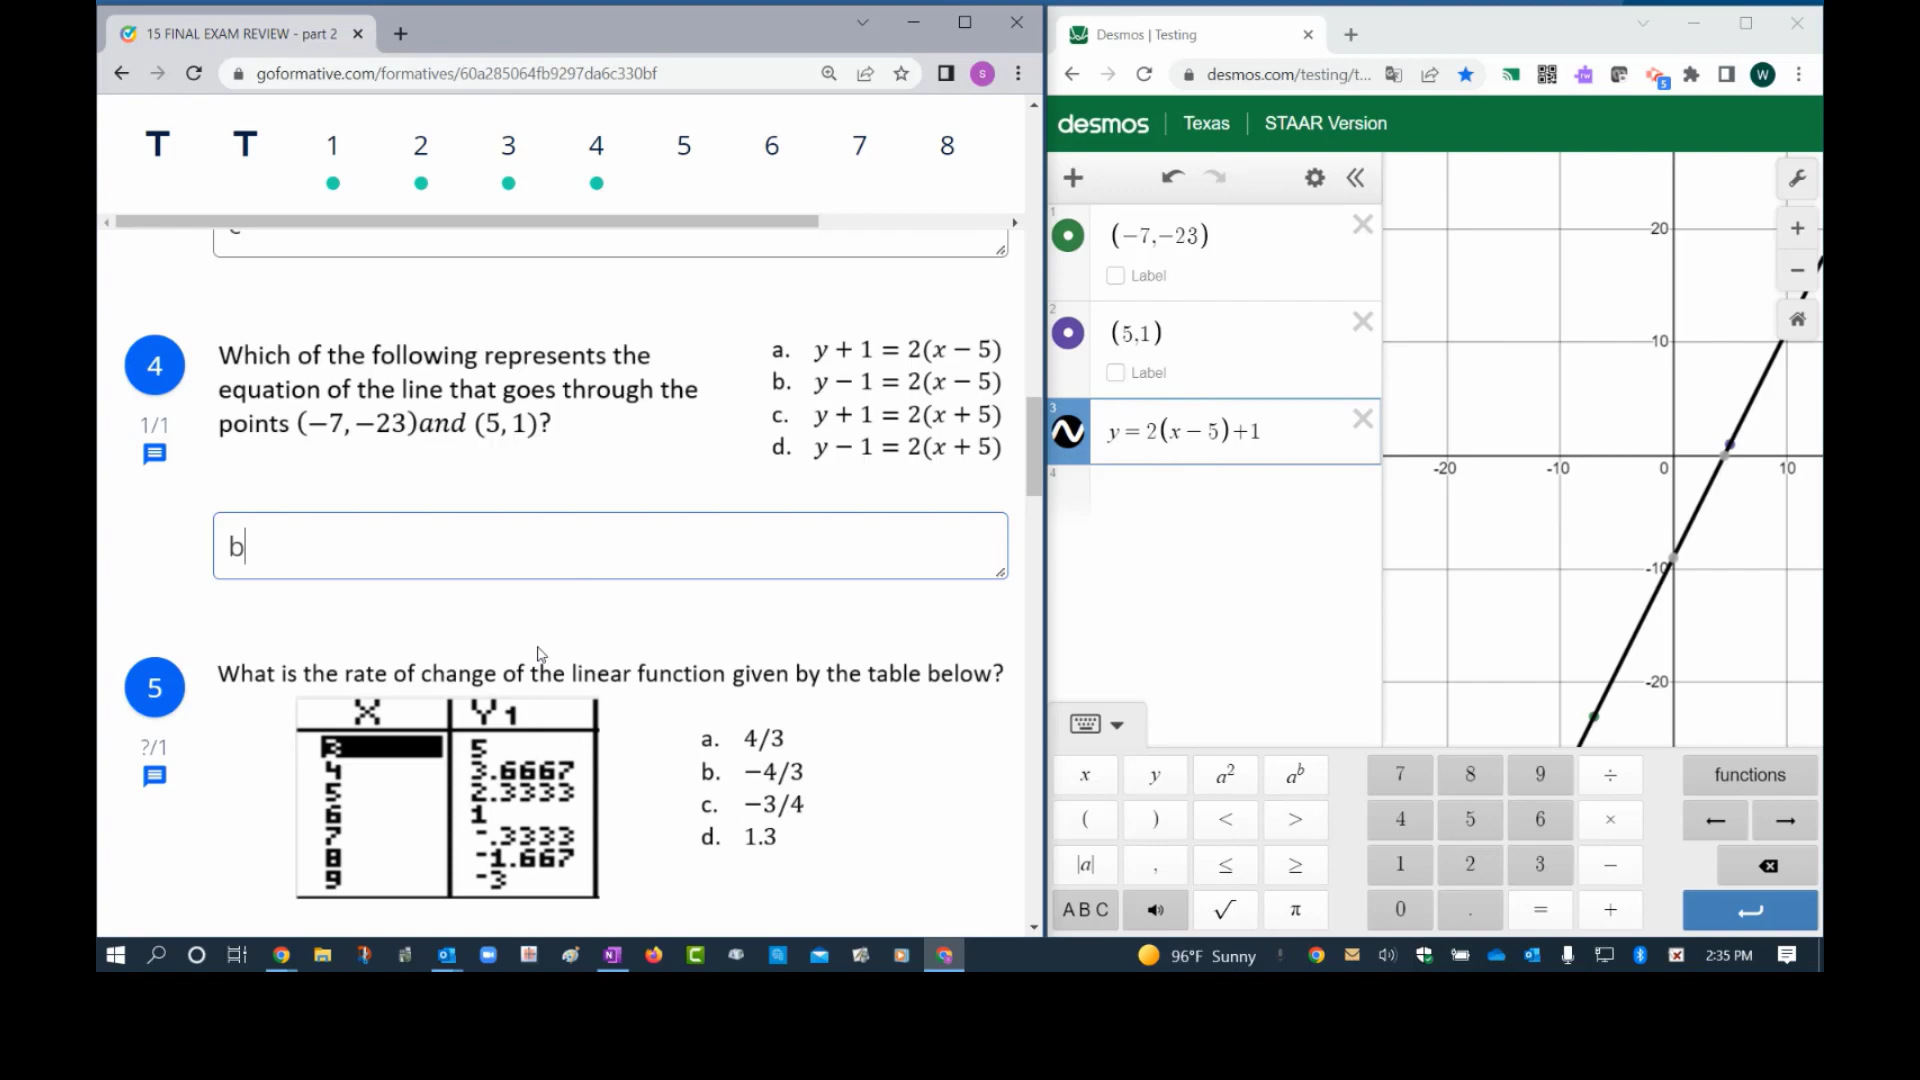 15 FINAL EXAM REVIEW - part 2
goformative.com/formatives/60a285064fb9297da6c330bf
S
T T 1 2 3 4 5 6 7 8
4
1/1
Which of the following represents the
equation of the line that goes through the
points (−7, −23)and (5, 1)?
a. y + 1 = 2(x − 5)
b. y − 1 = 2(x − 5)
c. y + 1 = 2(x + 5)
d. y − 1 = 2(x + 5)
b
5
?/1
What is the rate of change of the linear function given by the table below?
X Y1
3 5
4 3.6667
5 2.3333
6 1
7 -.3333
8 -1.667
9 -3
a. 4/3
b. −4/3
c. −3/4
d. 1.3
Desmos | Testing
desmos.com/testing/t...
5
W
desmos Texas STAAR Version
1
(−7,−23)
Label
2
(5,1)
Label
3
y = 2(x − 5)+1
4
20
10
-20 -10 0 10
-10
-20
x y a² aᵇ 7 8 9 ÷ functions
( ) < > 4 5 6 × ← →
|a| , ≤ ≥ 1 2 3 −
A B C √ π 0 . = +
96°F Sunny
2:35 PM